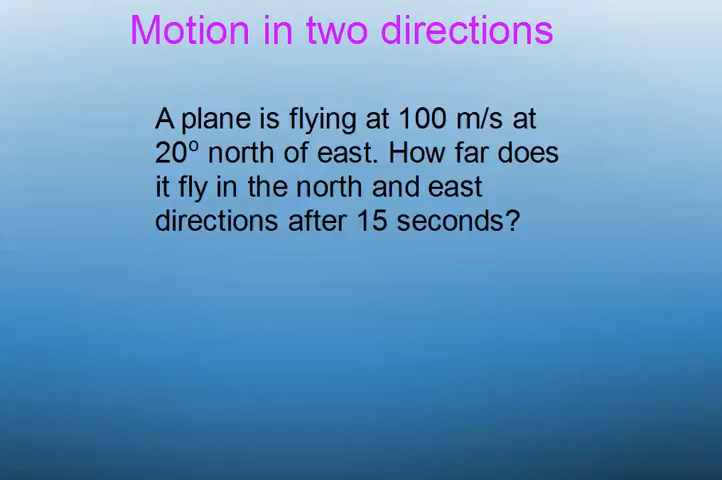 Motion in two directions
A plane is flying at 100 m/s at
20º north of east. How far does
it fly in the north and east
directions after 15 seconds?